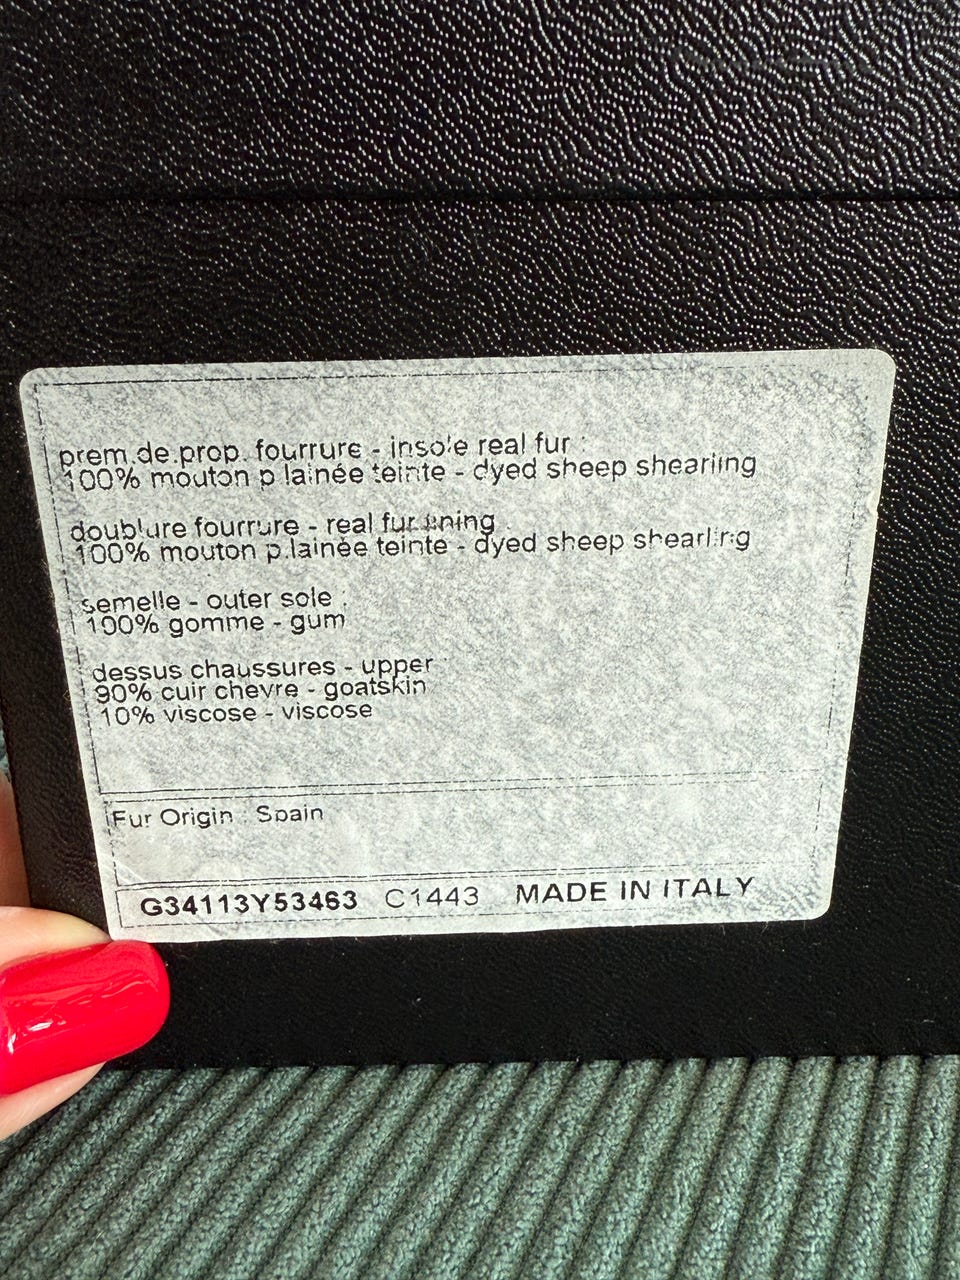 prem.de.prop. fourrure - insole real fur :
100% mouton p lainée teinte - dyed sheep shearling
doublure fourrure - real fur lining :
100% mouton p.lainée teinte - dyed sheep shearling
semelle - outer sole :
100% gomme - gum
dessus chaussures - upper :
90% cuir chevre - goatskin
10% viscose - viscose
Fur Origin : Spain
G34113Y53463 C1443 MADE IN ITALY